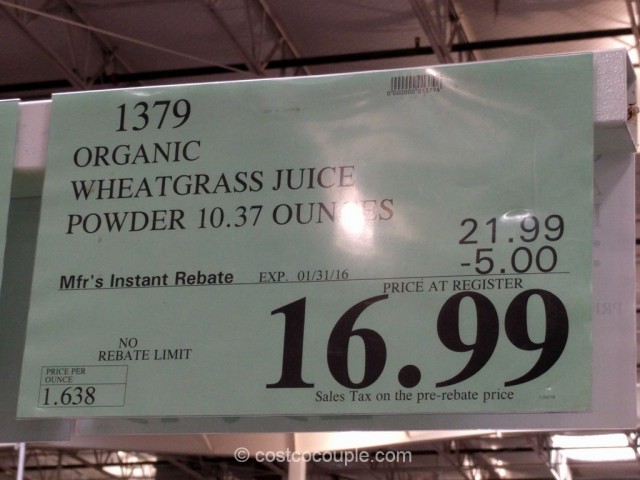 1379
ORGANIC
WHEATGRASS JUICE
POWDER 10.37 OUNCES
21.99
-5.00
Mfr's Instant Rebate EXP. 01/31/16
PRICE AT REGISTER
16.99
NO
REBATE LIMIT
PRICE PER
OUNCE
1.638
Sales Tax on the pre-rebate price
© costcocouple.com